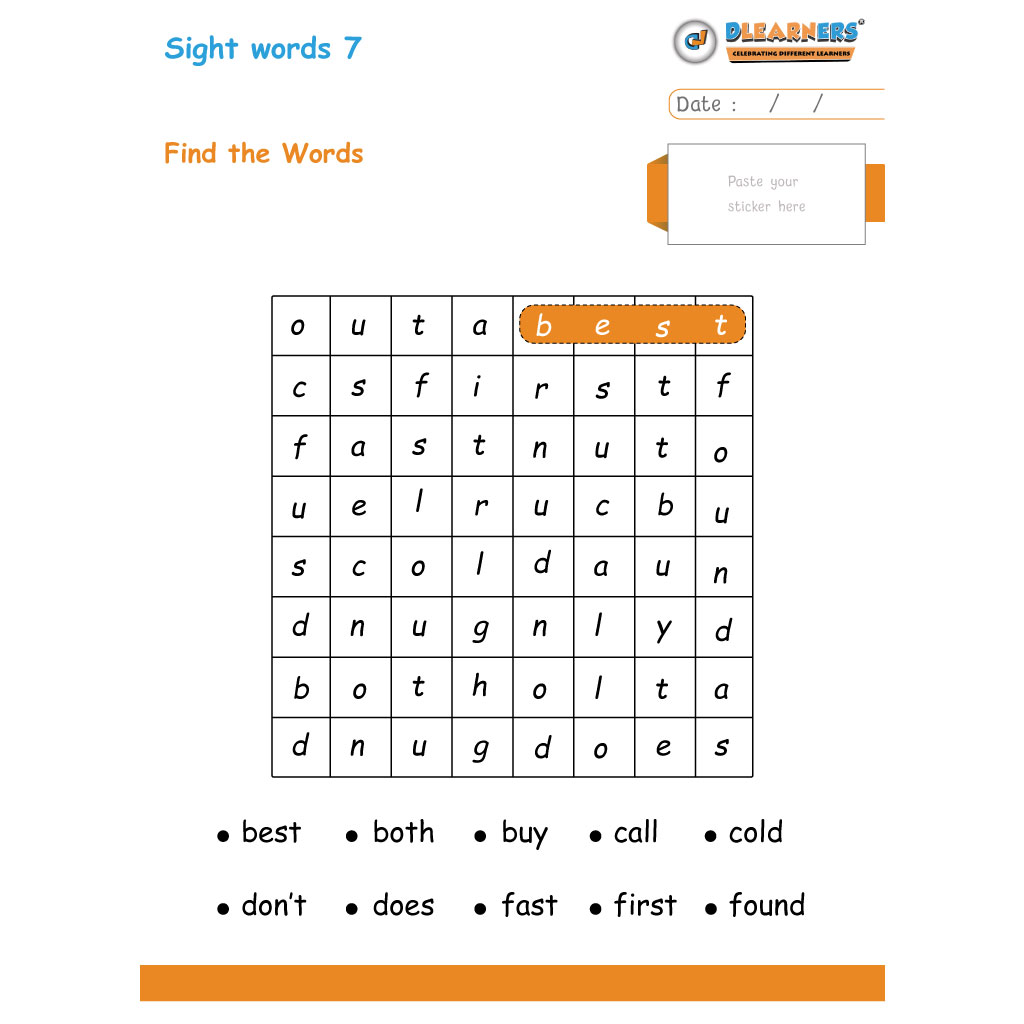 Sight words 7
DLEARNERS®
CELEBRATING DIFFERENT LEARNERS
Date : / /
Find the Words
Paste your
sticker here
o u t a b e s t
c s f i r s t f
f a s t n u t o
u e l r u c b u
s c o l d a u n
d n u g n l y d
b o t h o l t a
d n u g d o e s
• best • both • buy • call • cold
• don't • does • fast • first • found